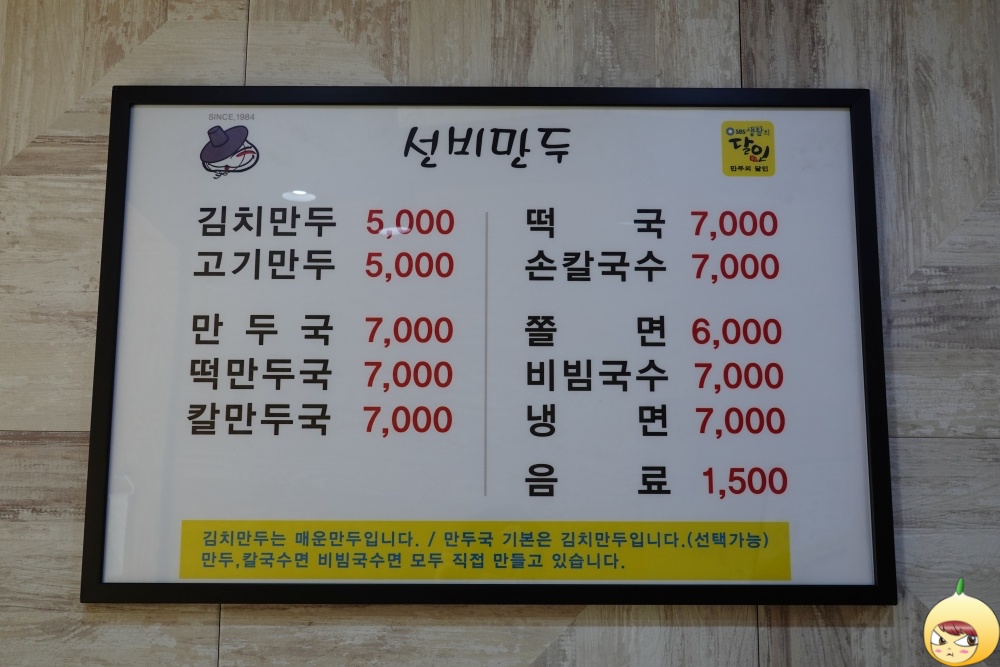 SINCE,1984
선비만두
SBS 생활의
달인
만두의 달인
김치만두 5,000
고기만두 5,000
만두국 7,000
떡만두국 7,000
칼만두국 7,000
떡국 7,000
손칼국수 7,000
쫄면 6,000
비빔국수 7,000
냉면 7,000
음료 1,500
김치만두는 매운만두입니다. / 만두국 기본은 김치만두입니다.(선택가능)
만두,칼국수면 비빔국수면 모두 직접 만들고 있습니다.